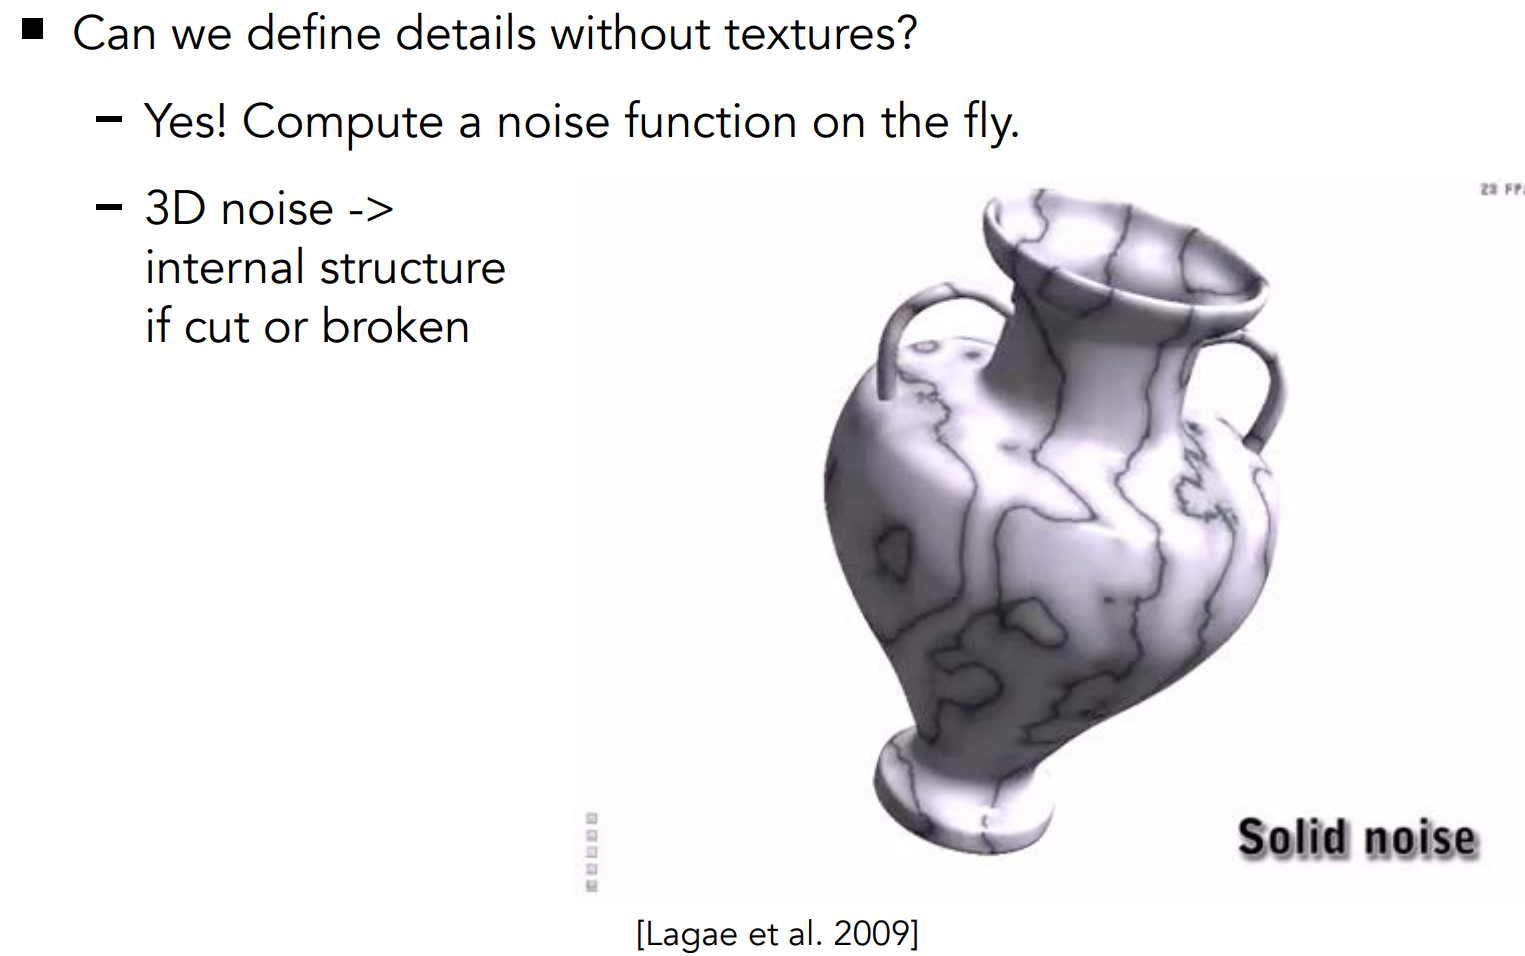 Can we define details without textures?
– Yes! Compute a noise function on the fly.
– 3D noise ->
internal structure
if cut or broken
23 FP
Solid noise
[Lagae et al. 2009]